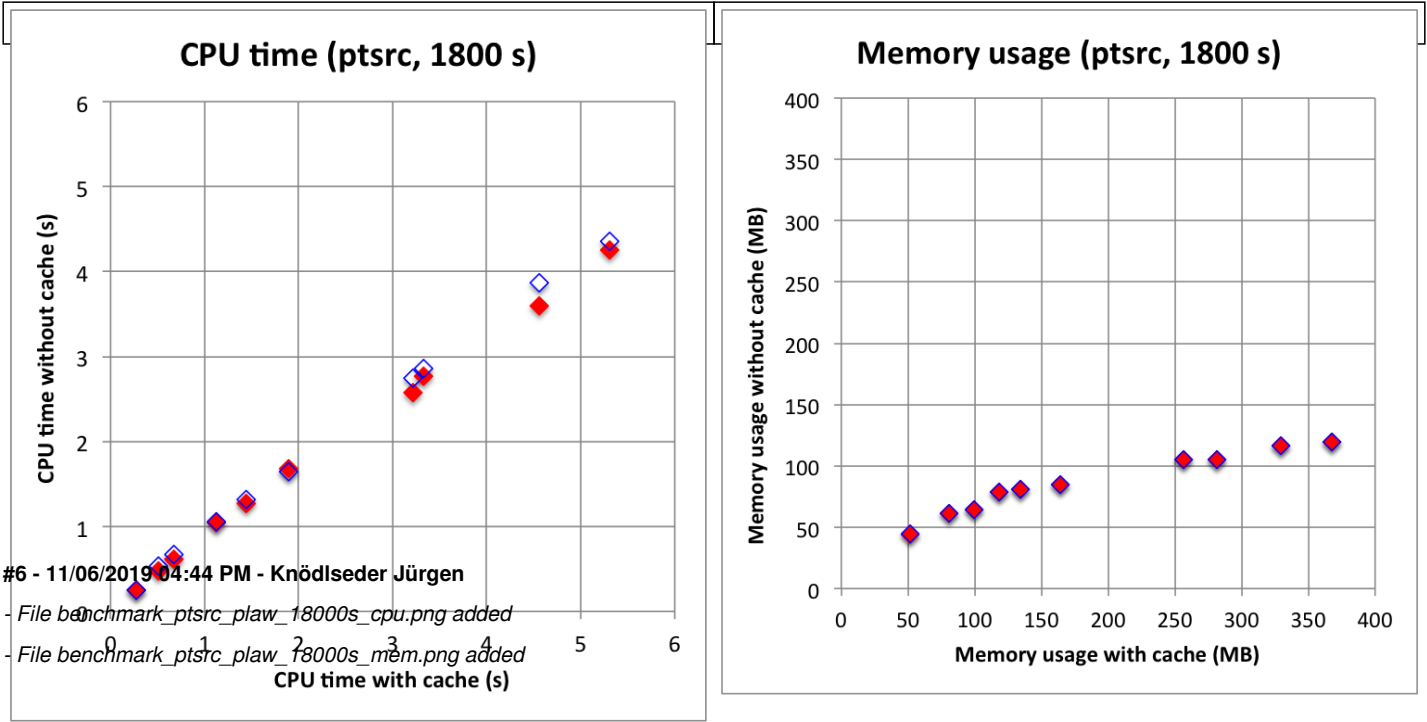 CPU time (ptsrc, 1800 s)
6
5
4
3
2
1
0
CPU time without cache (s)
0 1 2 3 4 5 6
CPU time with cache (s)
Memory usage (ptsrc, 1800 s)
400
350
300
250
200
150
100
50
0
Memory usage without cache (MB)
0 50 100 150 200 250 300 350 400
Memory usage with cache (MB)
#6 - 11/06/2019 04:44 PM - Knödlseder Jürgen
- File benchmark_ptsrc_plaw_18000s_cpu.png added
- File benchmark_ptsrc_plaw_18000s_mem.png added